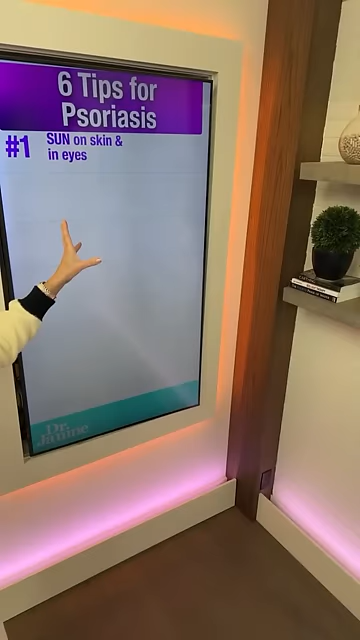 6 Tips for
Psoriasis
#1 SUN on skin &
in eyes
Dr.
Janine